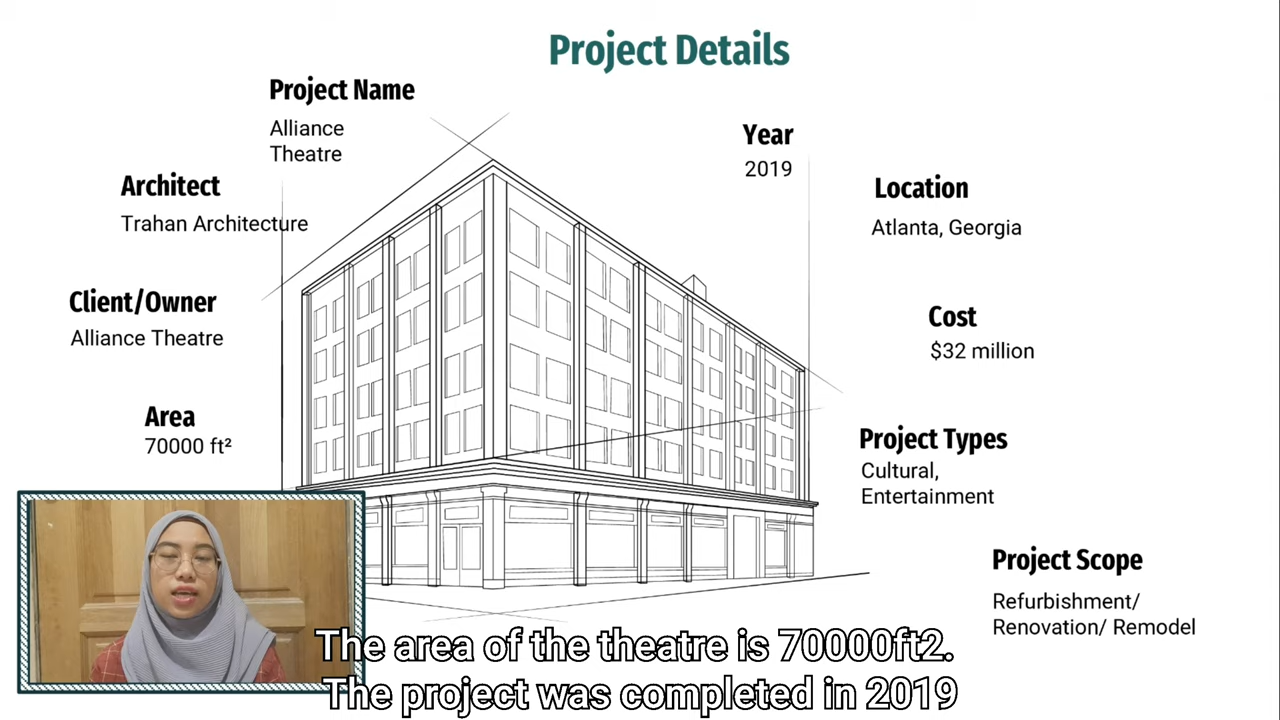 Project Details
Project Name
Alliance
Theatre
Year
2019
Architect
Trahan Architecture
Location
Atlanta, Georgia
Client/Owner
Alliance Theatre
Cost
$32 million
Area
70000 ft²
Project Types
Cultural,
Entertainment
Project Scope
Refurbishment/
Renovation/ Remodel
The area of the theatre is 70000ft2.
The project was completed in 2019